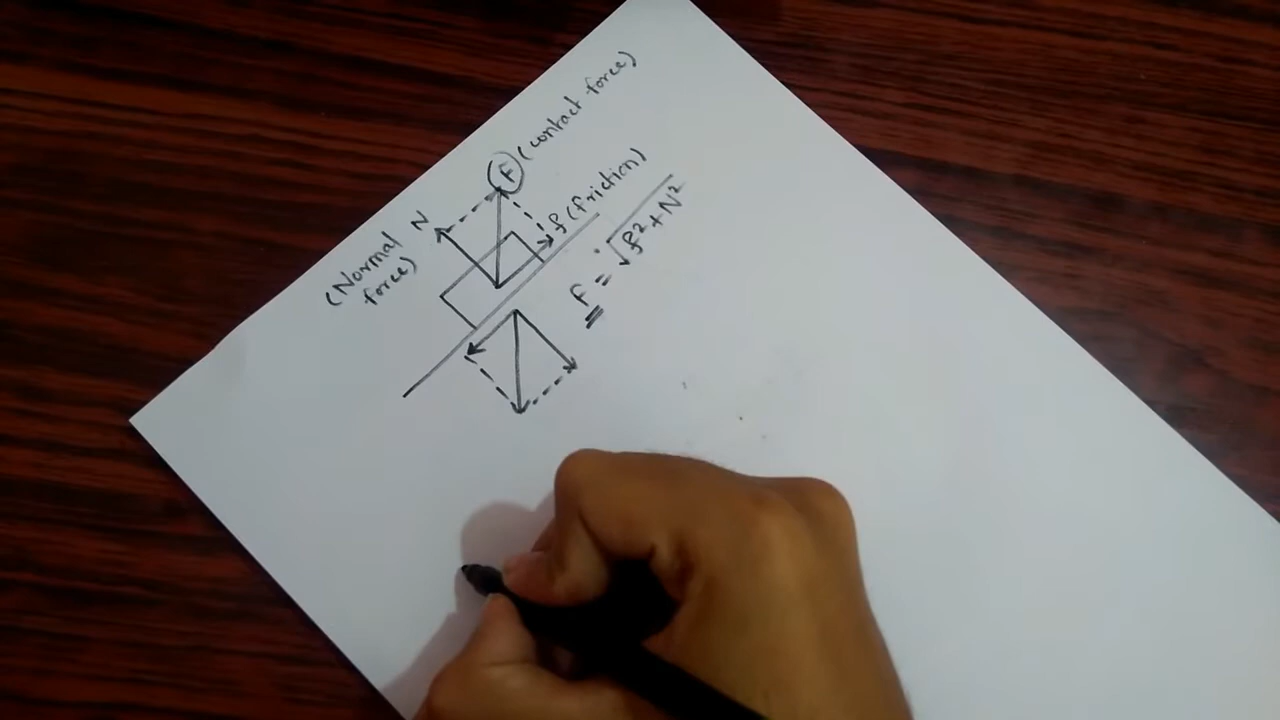 F (contact force)
N
(Normal
force)
f (friction)
F = √f² + N²